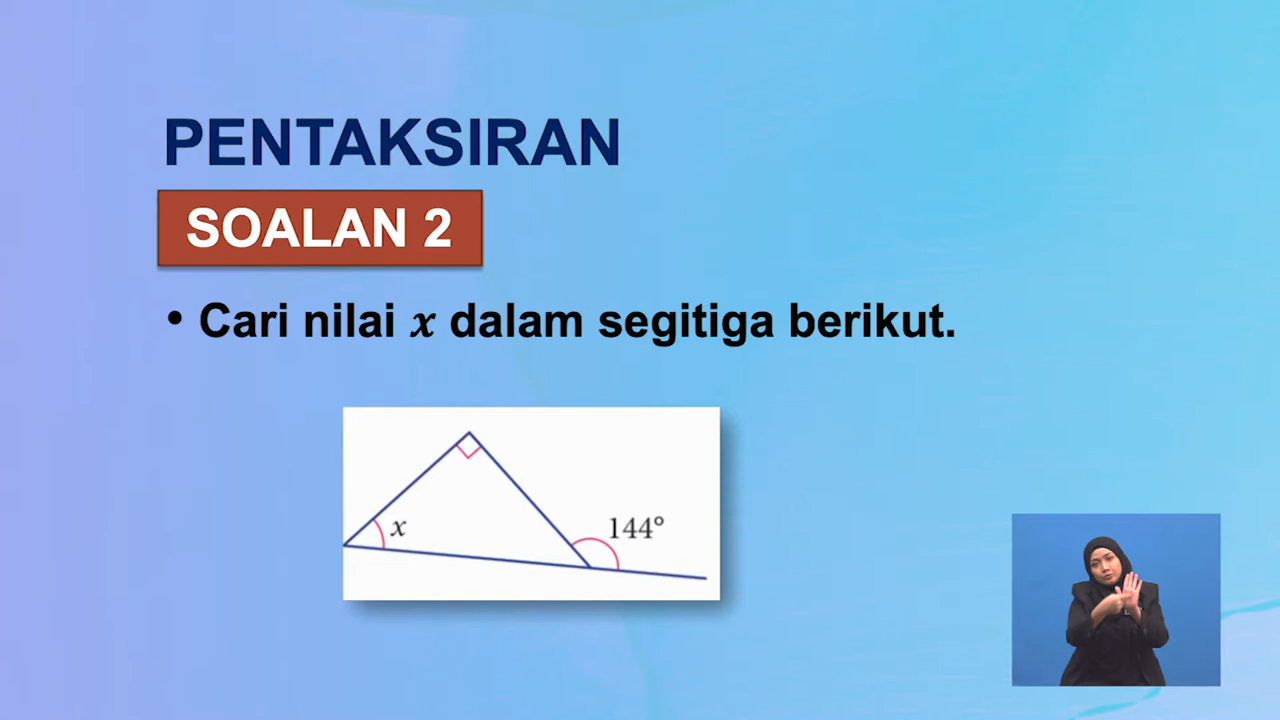 PENTAKSIRAN
SOALAN 2
• Cari nilai x dalam segitiga berikut.
x
144°